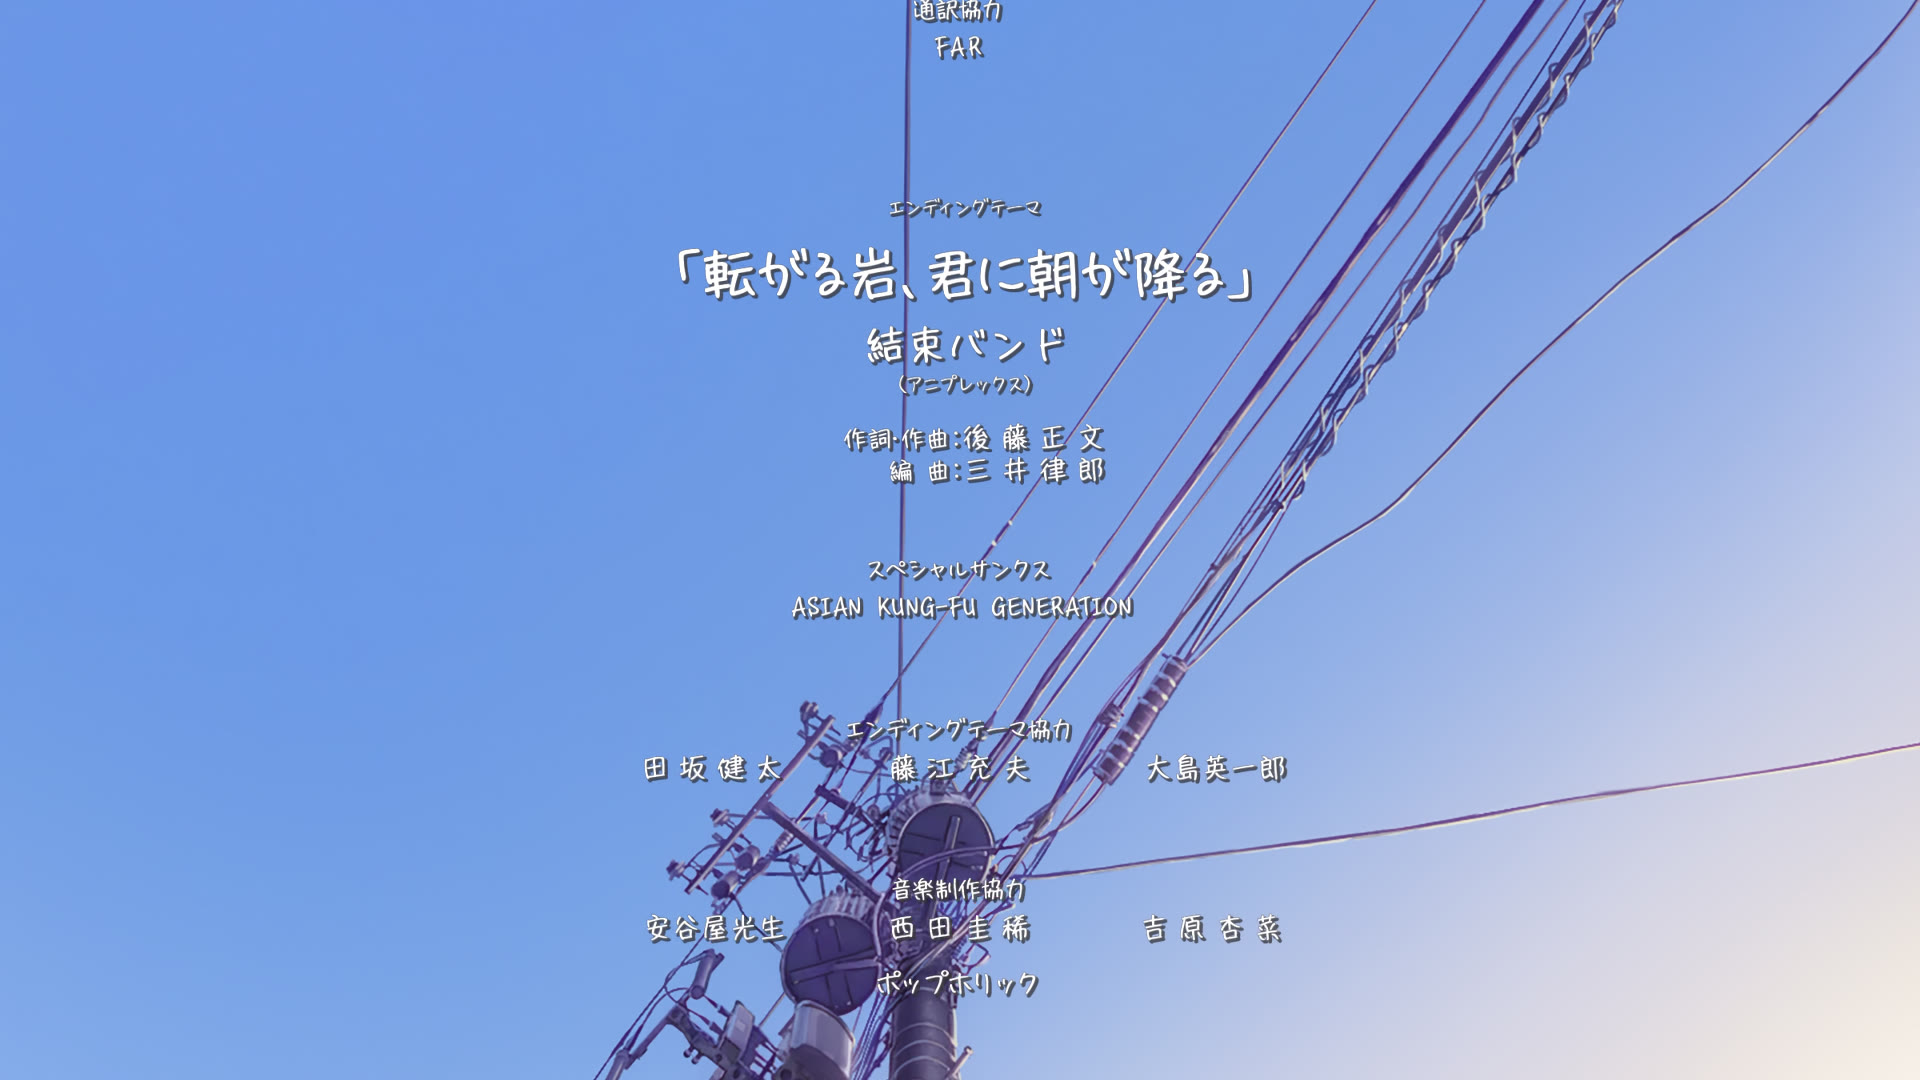 通訳協力
FAR
エンディングテーマ
「転がる岩、君に朝が降る」
結束バンド
(アニプレックス)
作詞・作曲:後藤正文
編曲:三井律郎
スペシャルサンクス
ASIAN KUNG-FU GENERATION
エンディングテーマ協力
田坂健太 藤江充夫 大島英一郎
音楽制作協力
安谷屋光生 西田圭稀 吉原杏菜
ポップホリック